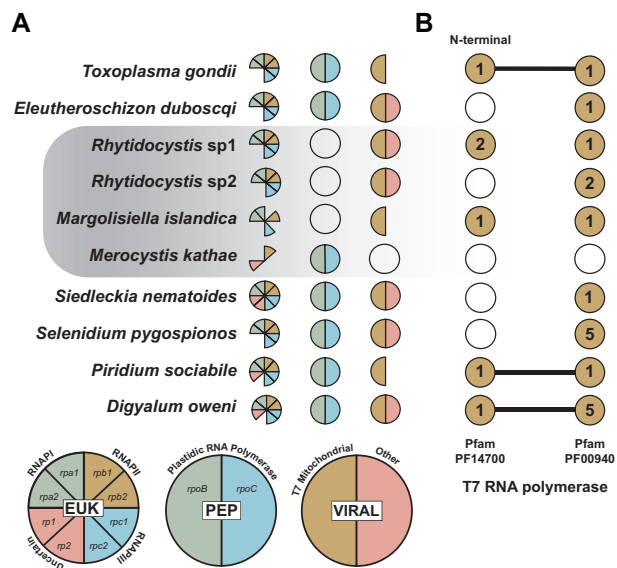 A
B
N-terminal
Toxoplasma gondii
1
1
Eleutheroschizon duboscqi
1
Rhytidocystis sp1
2
1
Rhytidocystis sp2
2
Margolisiella islandica
1
1
Merocystis kathae
Siedleckia nematoides
1
Selenidium pygospionos
5
Piridium sociabile
1
1
Digyalum oweni
1
5
Pfam PF14700
Pfam PF00940
T7 RNA polymerase
RNAPI
RNAPII
RNAPIII
Uncertain
rpa1
rpb1
rpa2
rpb2
EUK
rp1
rpc1
rp2
rpc2
Plastidic RNA Polymerase
rpoB
rpoC
PEP
T7 Mitochondrial
Other
VIRAL